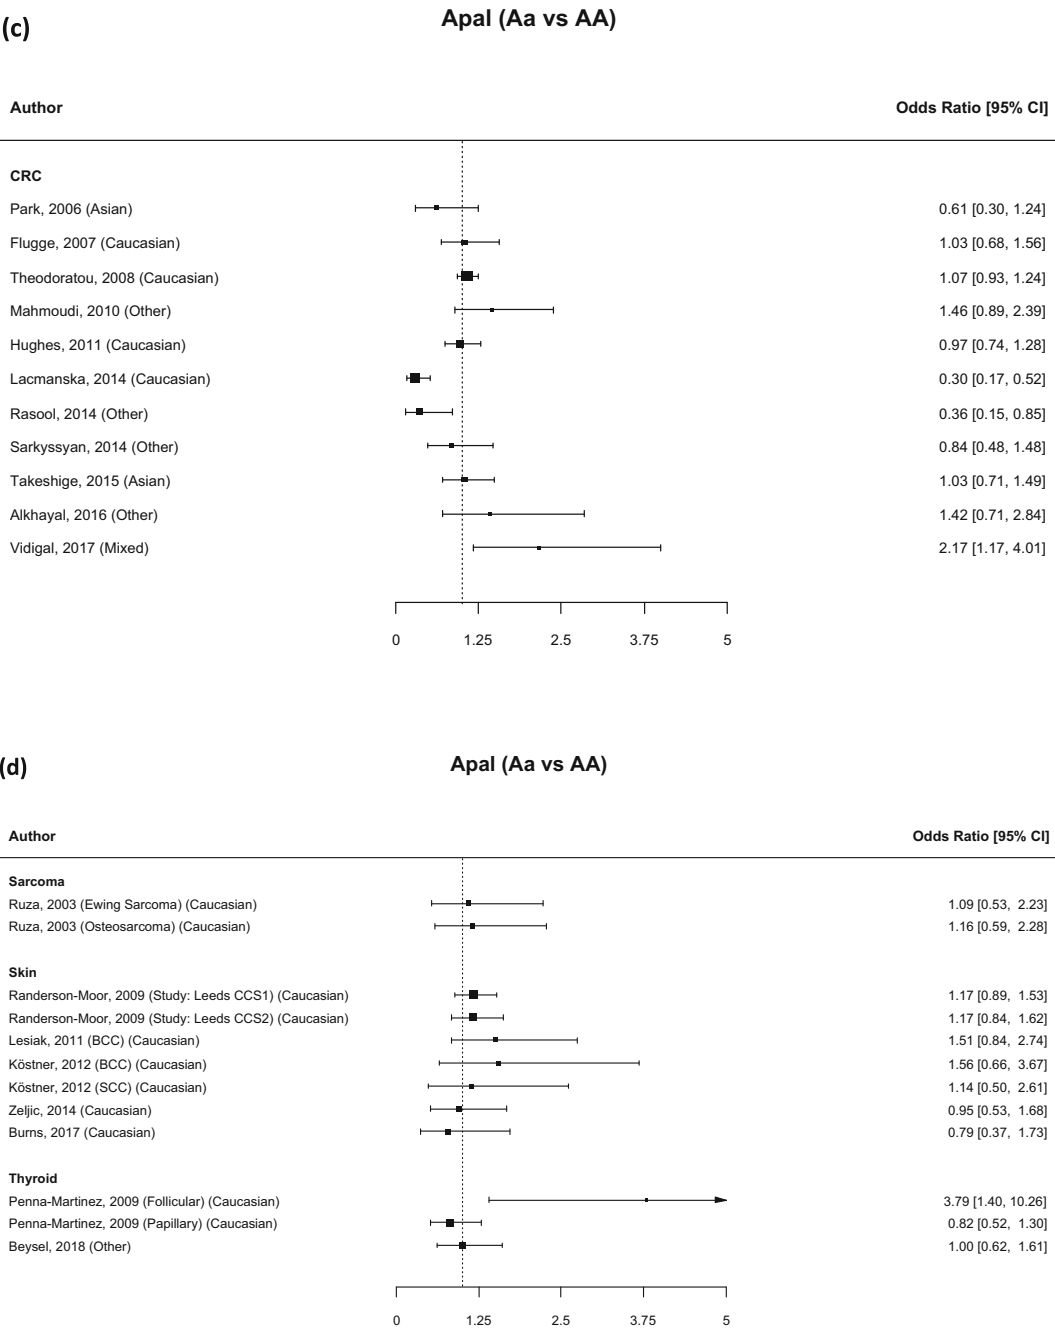 (c)
ApaI (Aa vs AA)
Author Odds Ratio [95% CI]
CRC
Park, 2006 (Asian) 0.61 [0.30, 1.24]
Flugge, 2007 (Caucasian) 1.03 [0.68, 1.56]
Theodoratou, 2008 (Caucasian) 1.07 [0.93, 1.24]
Mahmoudi, 2010 (Other) 1.46 [0.89, 2.39]
Hughes, 2011 (Caucasian) 0.97 [0.74, 1.28]
Lacmanska, 2014 (Caucasian) 0.30 [0.17, 0.52]
Rasool, 2014 (Other) 0.36 [0.15, 0.85]
Sarkyssyan, 2014 (Other) 0.84 [0.48, 1.48]
Takeshige, 2015 (Asian) 1.03 [0.71, 1.49]
Alkhayal, 2016 (Other) 1.42 [0.71, 2.84]
Vidigal, 2017 (Mixed) 2.17 [1.17, 4.01]
0 1.25 2.5 3.75 5
(d)
ApaI (Aa vs AA)
Author Odds Ratio [95% CI]
Sarcoma
Ruza, 2003 (Ewing Sarcoma) (Caucasian) 1.09 [0.53, 2.23]
Ruza, 2003 (Osteosarcoma) (Caucasian) 1.16 [0.59, 2.28]
Skin
Randerson-Moor, 2009 (Study: Leeds CCS1) (Caucasian) 1.17 [0.89, 1.53]
Randerson-Moor, 2009 (Study: Leeds CCS2) (Caucasian) 1.17 [0.84, 1.62]
Lesiak, 2011 (BCC) (Caucasian) 1.51 [0.84, 2.74]
Köstner, 2012 (BCC) (Caucasian) 1.56 [0.66, 3.67]
Köstner, 2012 (SCC) (Caucasian) 1.14 [0.50, 2.61]
Zeljic, 2014 (Caucasian) 0.95 [0.53, 1.68]
Burns, 2017 (Caucasian) 0.79 [0.37, 1.73]
Thyroid
Penna-Martinez, 2009 (Follicular) (Caucasian) 3.79 [1.40, 10.26]
Penna-Martinez, 2009 (Papillary) (Caucasian) 0.82 [0.52, 1.30]
Beysel, 2018 (Other) 1.00 [0.62, 1.61]
0 1.25 2.5 3.75 5